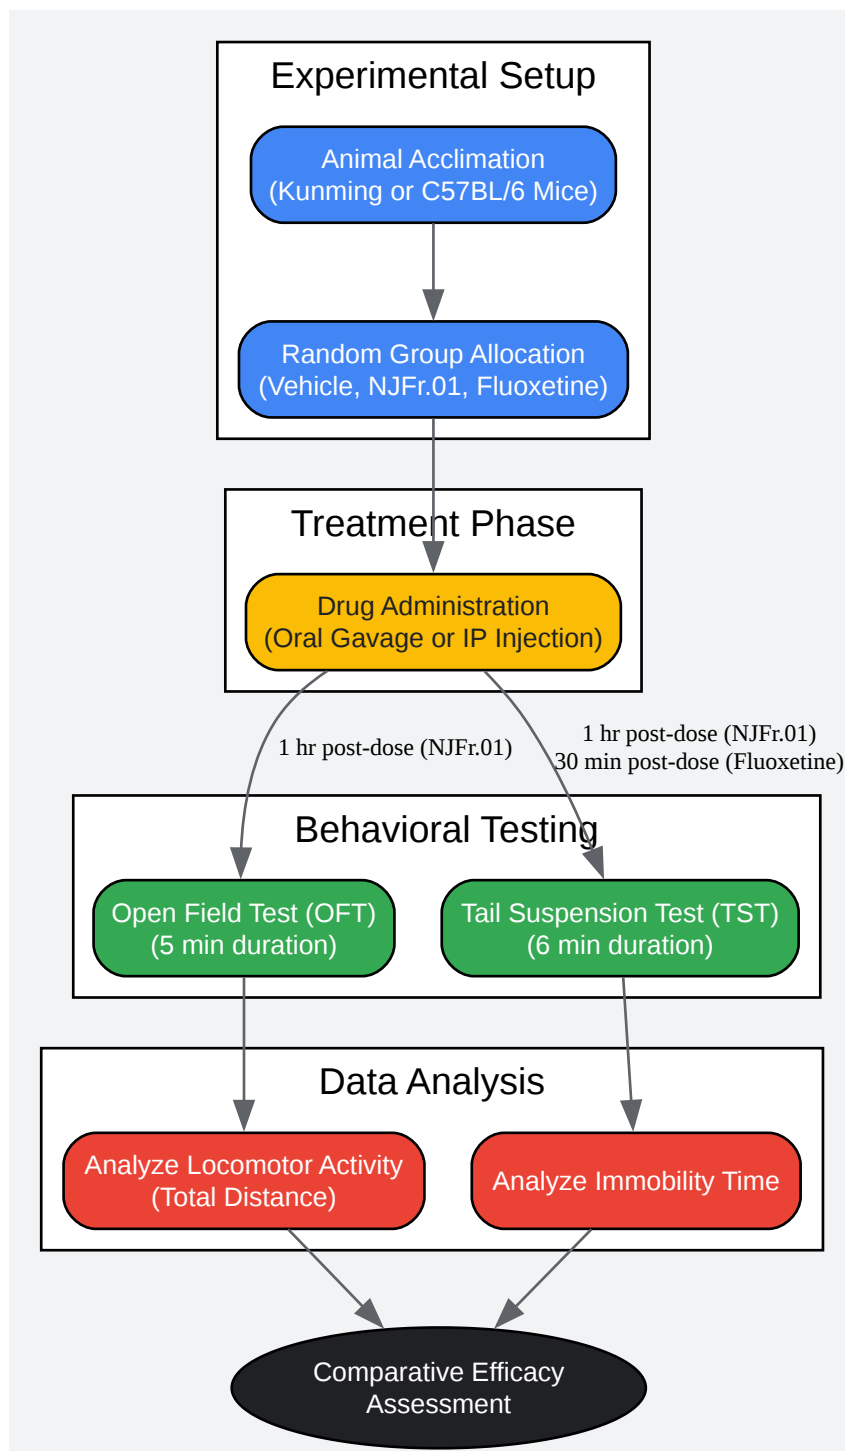 Experimental Setup
Animal Acclimation
(Kunming or C57BL/6 Mice)
Random Group Allocation
(Vehicle, NJFr.01, Fluoxetine)
Treatment Phase
Drug Administration
(Oral Gavage or IP Injection)
1 hr post-dose (NJFr.01)
1 hr post-dose (NJFr.01)
30 min post-dose (Fluoxetine)
Behavioral Testing
Open Field Test (OFT)
(5 min duration)
Tail Suspension Test (TST)
(6 min duration)
Data Analysis
Analyze Locomotor Activity
(Total Distance)
Analyze Immobility Time
Comparative Efficacy
Assessment